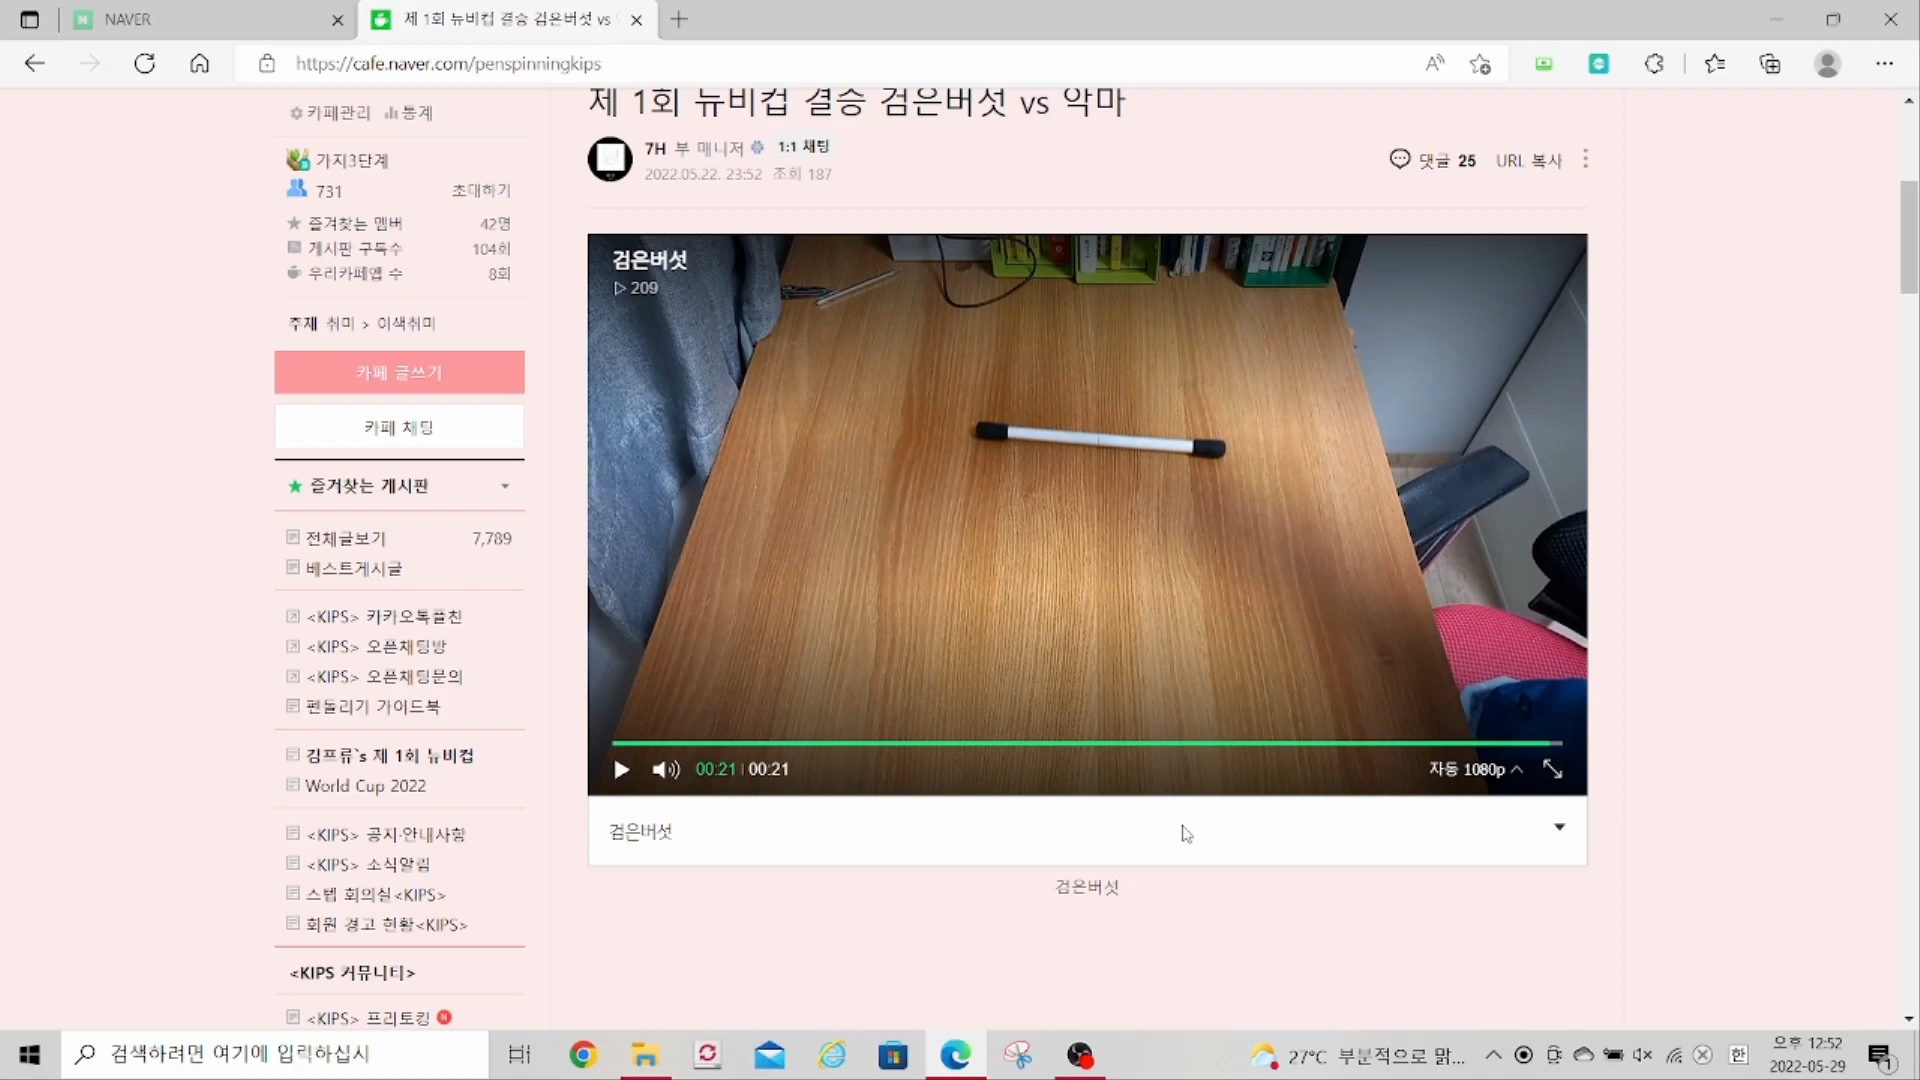 NAVER
제 1회 뉴비컵 결승 검은버섯 vs
https://cafe.naver.com/penspinningkips
카페관리 통계
가지3단계
731 초대하기
즐겨찾는 멤버 42명
게시판 구독수 104회
우리카페앱 수 8회
주제 취미 > 이색취미
카페 글쓰기
카페 채팅
즐겨찾는 게시판
전체글보기 7,789
베스트게시글
<KIPS> 카카오톡플친
<KIPS> 오픈채팅방
<KIPS> 오픈채팅문의
펜돌리기 가이드북
김프류`s 제 1회 뉴비컵
World Cup 2022
<KIPS> 공지·안내사항
<KIPS> 소식알림
스텝 회의실<KIPS>
회원 경고 현황<KIPS>
<KIPS 커뮤니티>
<KIPS> 프리토킹 N
제 1회 뉴비컵 결승 검은버섯 vs 악마
7H 부 매니저 1:1 채팅
2022.05.22. 23:52 조회 187
댓글 25 URL 복사
검은버섯
209
00:21 00:21
자동 1080p
검은버섯
검은버섯
검색하려면 여기에 입력하십시
27°C 부분적으로 맑...
한
오후 12:52
2022-05-29
1